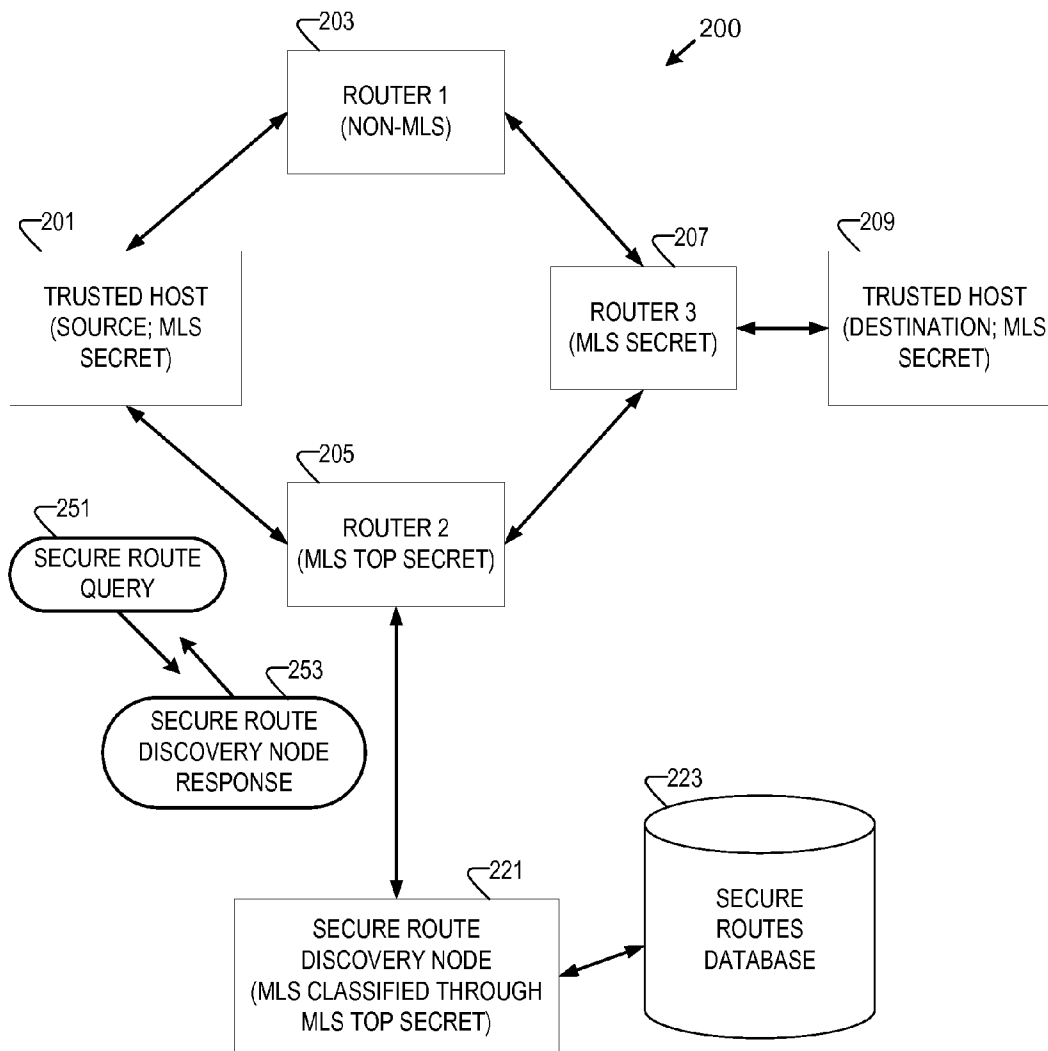 203
200
ROUTER 1
(NON-MLS)
201
207
209
TRUSTED HOST
(SOURCE; MLS
SECRET)
ROUTER 3
(MLS SECRET)
TRUSTED HOST
(DESTINATION; MLS
SECRET)
205
ROUTER 2
(MLS TOP SECRET)
251
SECURE ROUTE
QUERY
253
SECURE ROUTE
DISCOVERY NODE
RESPONSE
223
SECURE
ROUTES
DATABASE
221
SECURE ROUTE
DISCOVERY NODE
(MLS CLASSIFIED THROUGH
MLS TOP SECRET)